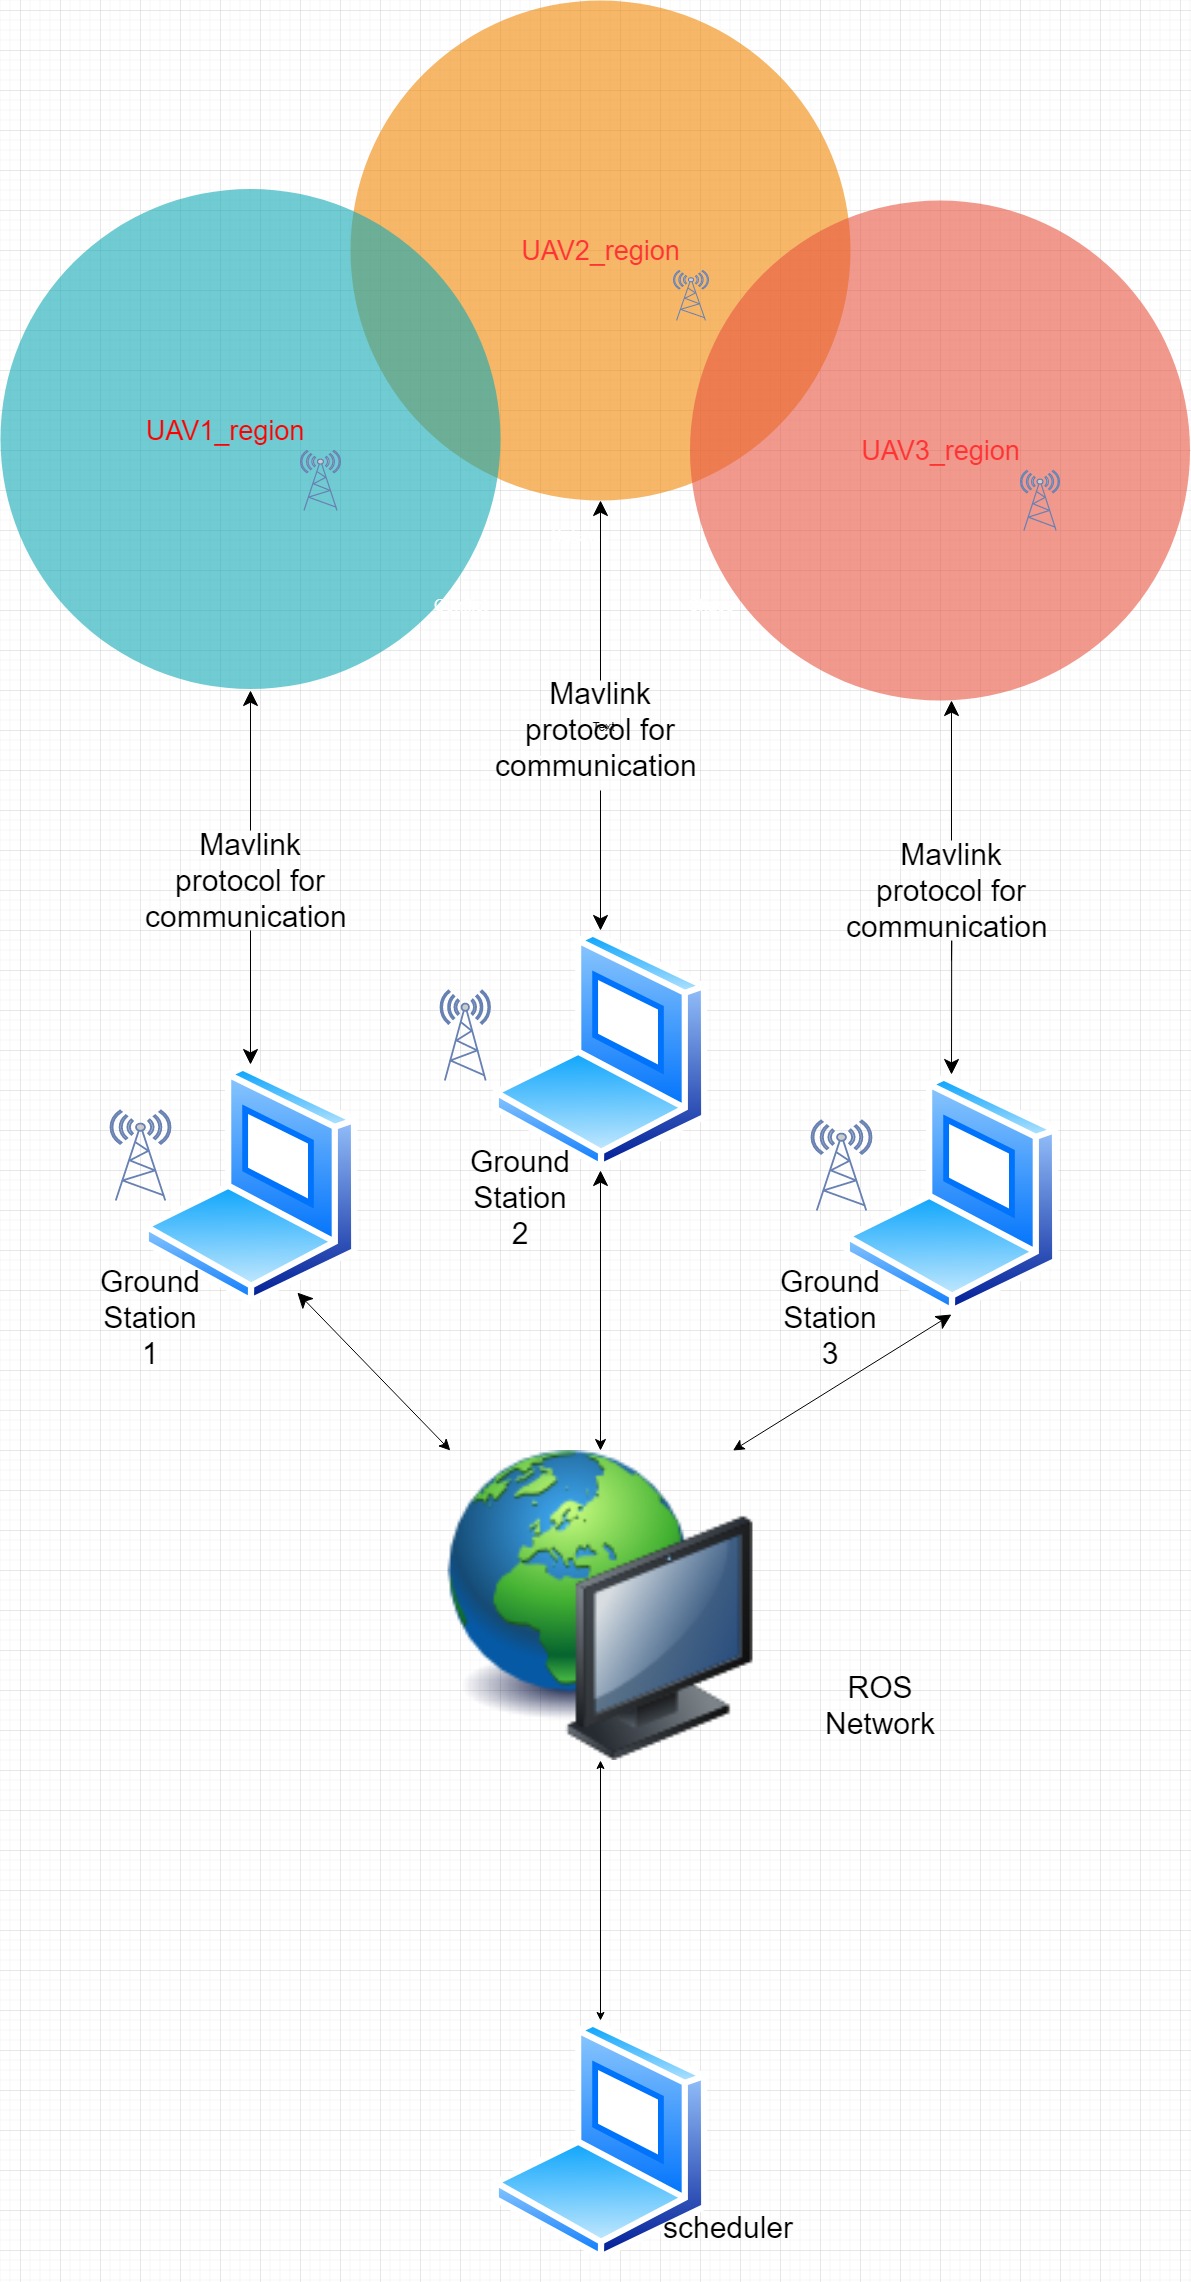 UAV2_region
UAV1_region
UAV3_region
Mavlink
protocol for
communication
Text
Mavlink
protocol for
communication
Mavlink
protocol for
communication
Ground
Station
2
Ground
Station
1
Ground
Station
3
ROS
Network
scheduler